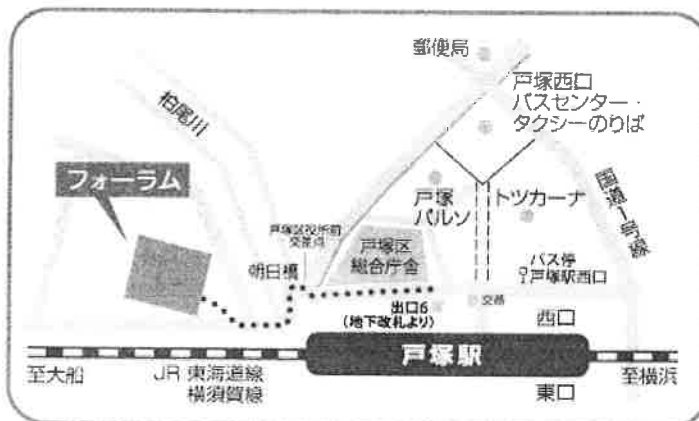 郵便局
戸塚西口
バスセンター・
タクシーのりば
柏尾川
フォーラム
戸塚
パルソ
トツカーナ
国道1号線
戸塚区役所前
交差点
戸塚区
総合庁舎
朝日橋
バス停
戸塚駅西口
出口6
(地下改札より)
交番
西口
戸塚駅
至大船
JR 東海道線
横須賀線
東口
至横浜